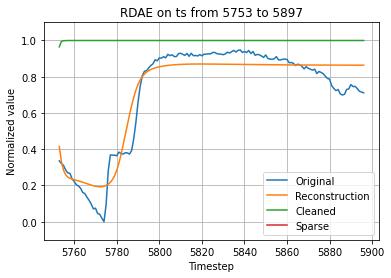 RDAE on ts from 5753 to 5897
Normalized value
1.0
0.8
0.6
0.4
0.2
0.0
Original
Reconstruction
Cleaned
Sparse
5760 5780 5800 5820 5840 5860 5880 5900
Timestep